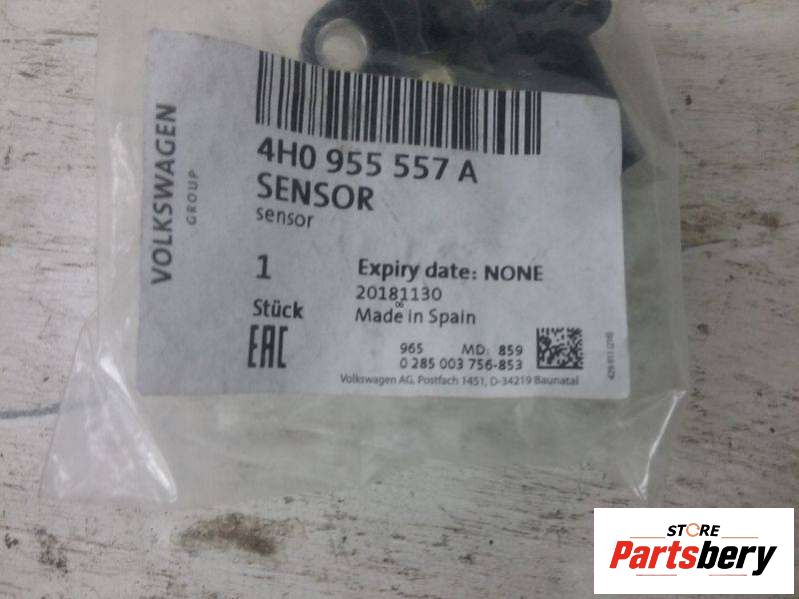 VOLKSWAGEN
GROUP
4H0 955 557 A
SENSOR
sensor
1
Stück
Expiry date: NONE
20181130
Made in Spain
EAC
965 MD: 859
0 285 003 756-853
Volkswagen AG, Postfach 1451, D-34219 Baunatal
STORE
Partsbery